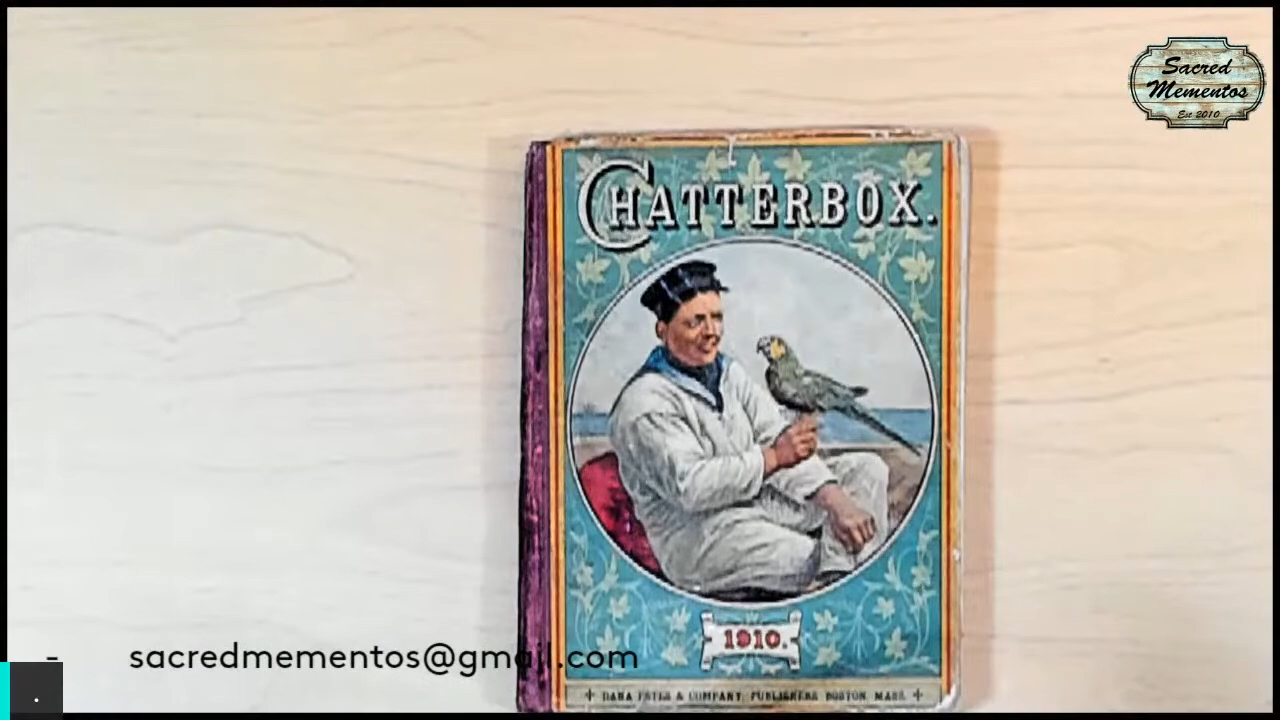 Sacred
Mementos
Est 2010
CHATTERBOX.
1910.
- sacredmementos@gmail.com
DANA ESTES & COMPANY, PUBLISHERS BOSTON, MASS.
.